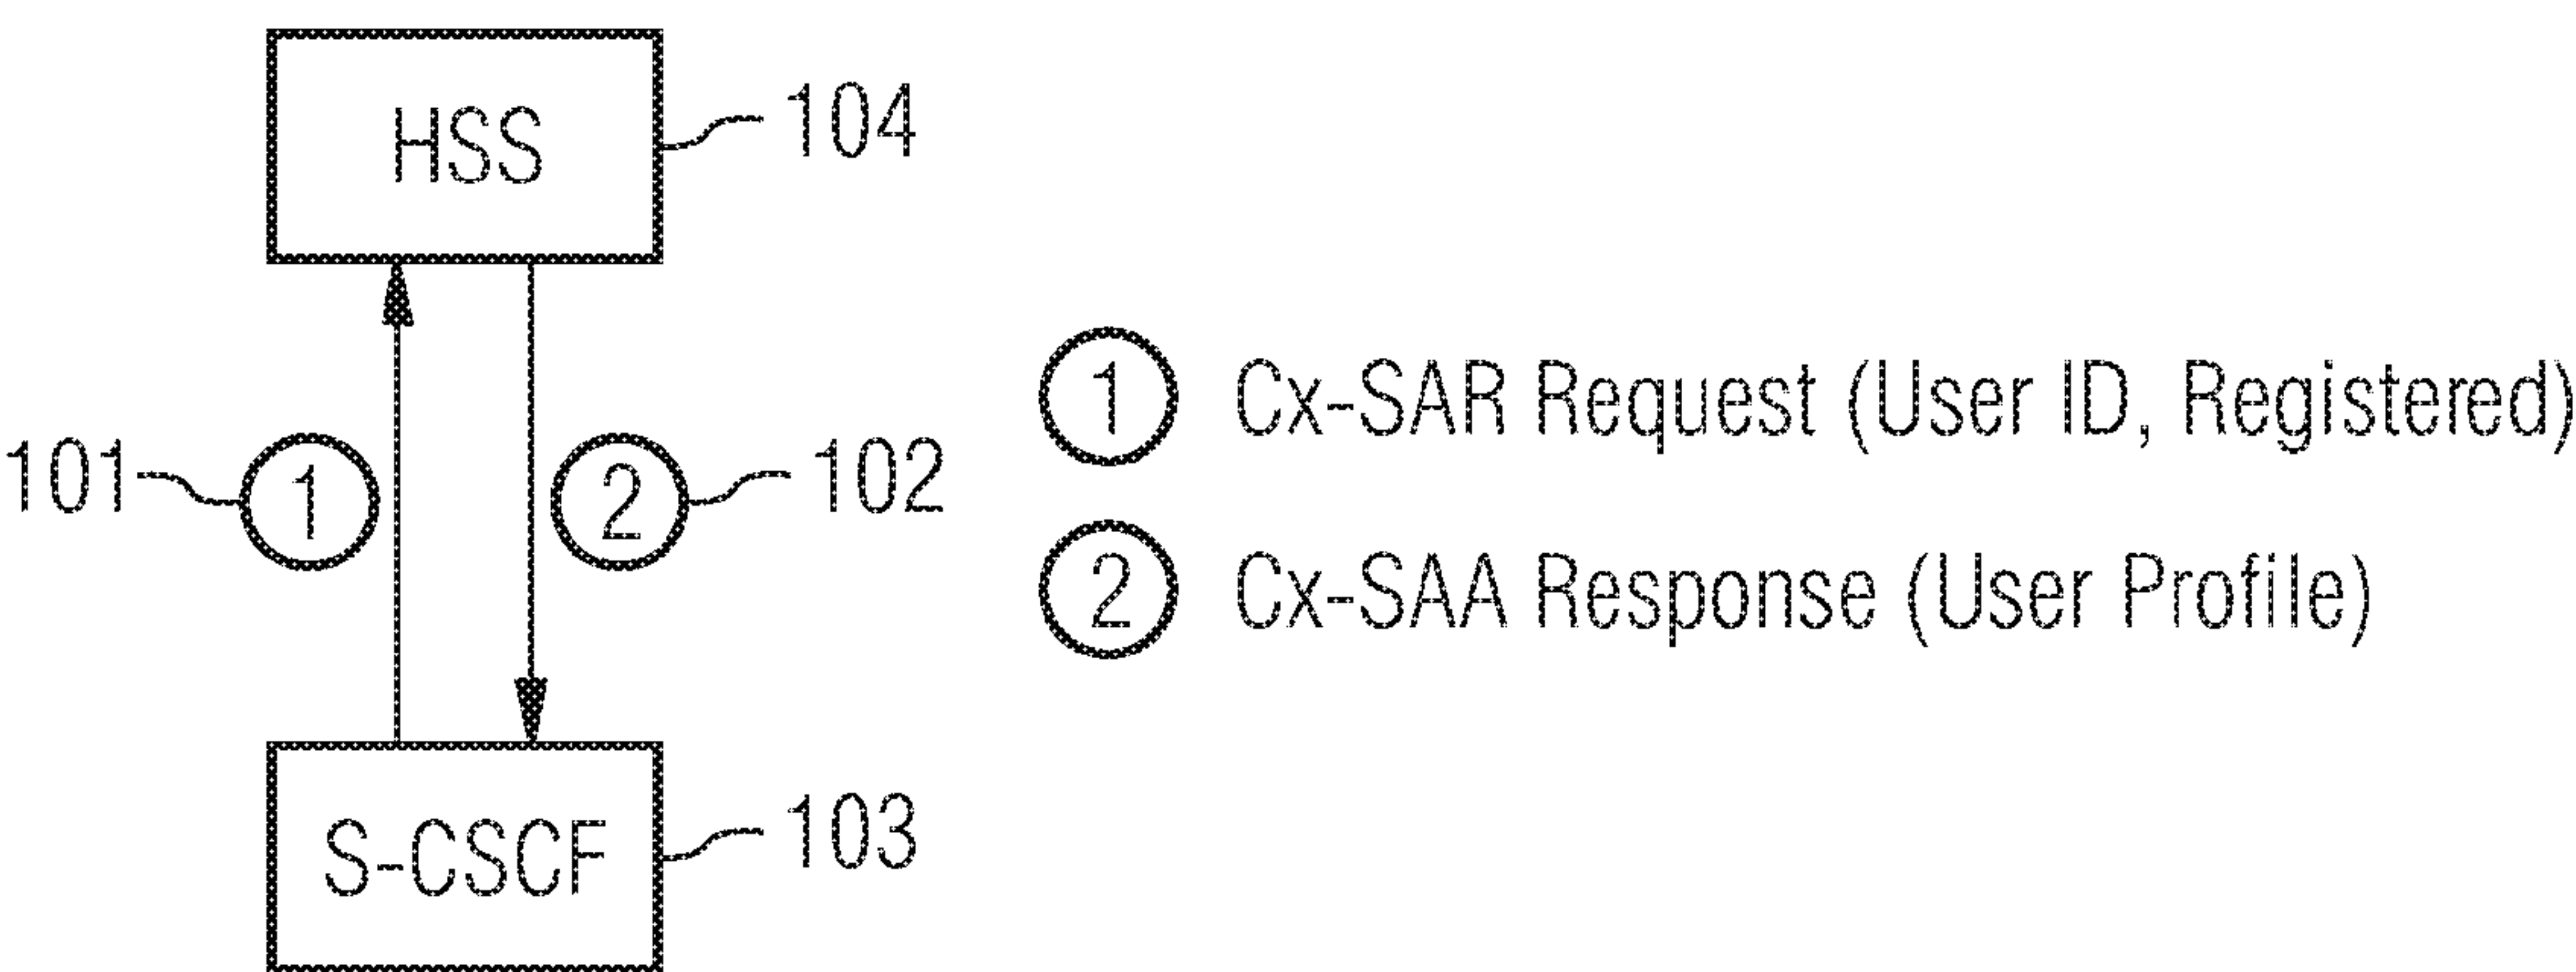 HSS
104
101
1
2
102
1 Cx-SAR Request (User ID, Registered)
2 Cx-SAA Response (User Profile)
S-CSCF
103